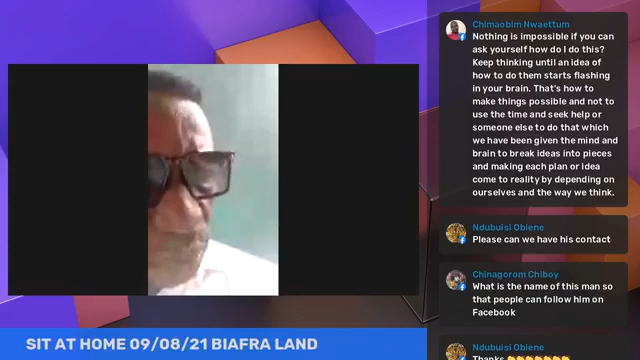 Chimaobim Nwaettum
Nothing is impossible if you can
ask yourself how do I do this?
Keep thinking until an idea of
how to do them starts flashing
in your brain. That's how to
make things possible and not to
use the time and seek help or
someone else to do that which
we have been given the mind and
brain to break ideas into pieces
and making each plan or idea
come to reality by depending on
ourselves and the way we think.
Ndubuisi Obiene
Please can we have his contact
Chinagorom Chiboy
What is the name of this man so
that people can follow him on
Facebook
Ndubuisi Obiene
Thanks
SIT AT HOME 09/08/21 BIAFRA LAND